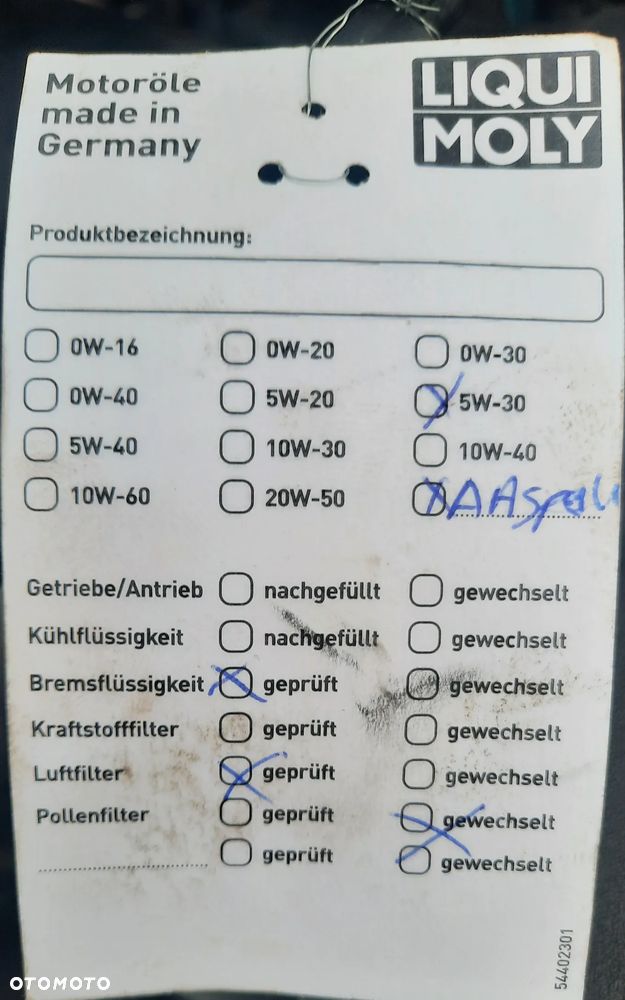 Motoröle
made in
Germany
LIQUI
MOLY
Produktbezeichnung:
0W-16 0W-20 0W-30
0W-40 5W-20 X 5W-30
5W-40 10W-30 10W-40
10W-60 20W-50 X
Getriebe/Antrieb nachgefüllt gewechselt
Kühlflüssigkeit nachgefüllt gewechselt
Bremsflüssigkeit X geprüft gewechselt
Kraftstofffilter geprüft gewechselt
Luftfilter X geprüft gewechselt
Pollenfilter geprüft X gewechselt
geprüft gewechselt
54402301
OTOMOTO